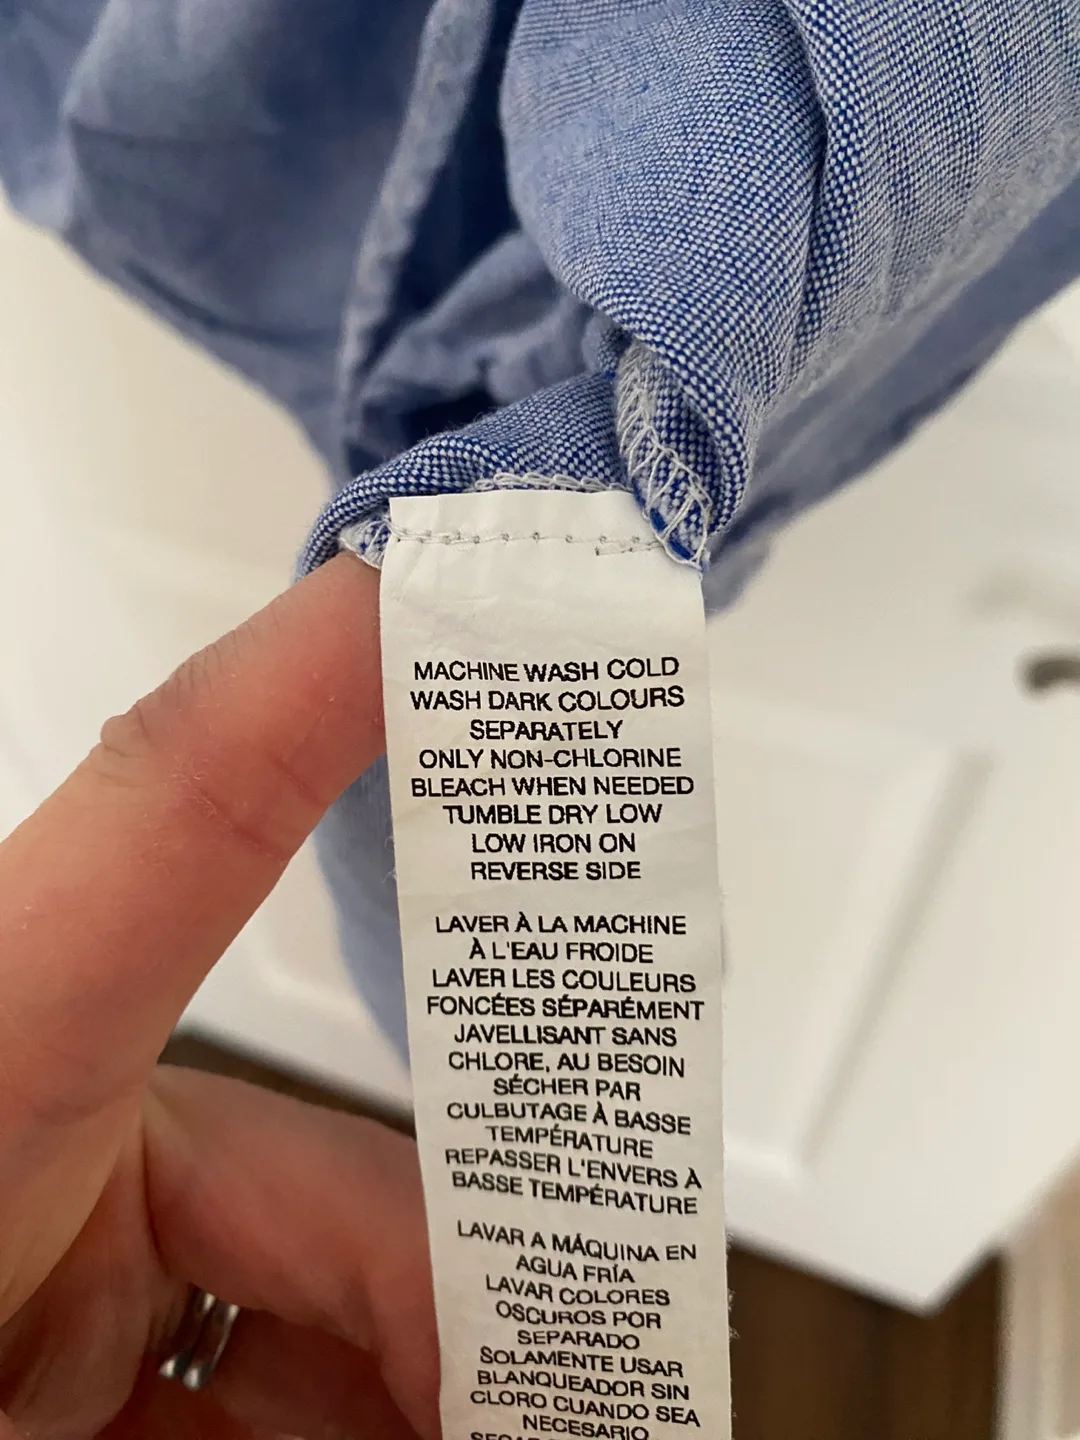 MACHINE WASH COLD
WASH DARK COLOURS
SEPARATELY
ONLY NON-CHLORINE
BLEACH WHEN NEEDED
TUMBLE DRY LOW
LOW IRON ON
REVERSE SIDE
LAVER À LA MACHINE
À L'EAU FROIDE
LAVER LES COULEURS
FONCÉES SÉPARÉMENT
JAVELLISANT SANS
CHLORE, AU BESOIN
SÉCHER PAR
CULBUTAGE À BASSE
TEMPÉRATURE
REPASSER L'ENVERS À
BASSE TEMPÉRATURE
LAVAR A MÁQUINA EN
AGUA FRÍA
LAVAR COLORES
OSCUROS POR
SEPARADO
SOLAMENTE USAR
BLANQUEADOR SIN
CLORO CUANDO SEA
NECESARIO